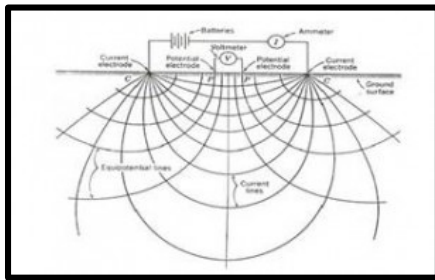 Batteries
Ammeter
I
Voltmeter
V
Current
electrode
Potential
electrode
Potential
electrode
Current
electrode
C
P
P
C
Ground
surface
Equipotential lines
Current
lines